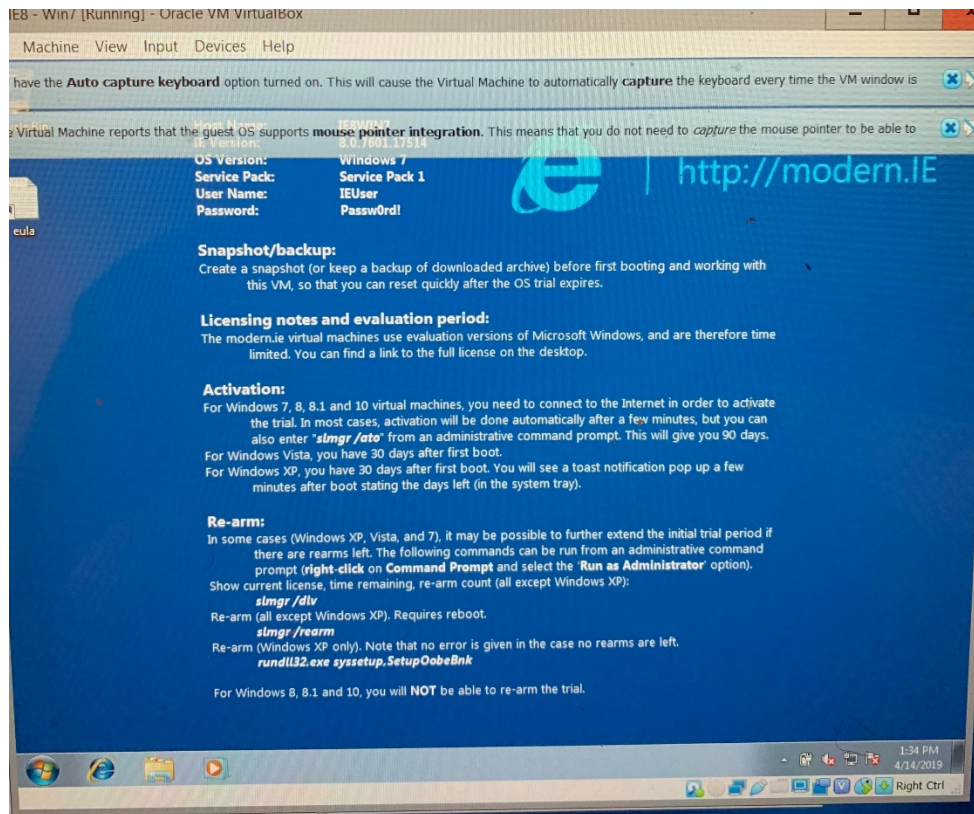 IE8 - Win7 [Running] - Oracle VM VirtualBox
Machine View Input Devices Help
have the Auto capture keyboard option turned on. This will cause the Virtual Machine to automatically capture the keyboard every time the VM window is
Virtual Machine reports that the guest OS supports mouse pointer integration. This means that you do not need to capture the mouse pointer to be able to
Host Name: IE8WIN7
IE Version: 8.0.7601.17514
OS Version: Windows 7
Service Pack: Service Pack 1
User Name: IEUser
Password: Passw0rd!
http://modern.IE
eula
Snapshot/backup:
Create a snapshot (or keep a backup of downloaded archive) before first booting and working with
this VM, so that you can reset quickly after the OS trial expires.
Licensing notes and evaluation period:
The modern.ie virtual machines use evaluation versions of Microsoft Windows, and are therefore time
limited. You can find a link to the full license on the desktop.
Activation:
For Windows 7, 8, 8.1 and 10 virtual machines, you need to connect to the Internet in order to activate
the trial. In most cases, activation will be done automatically after a few minutes, but you can
also enter "slmgr /ato" from an administrative command prompt. This will give you 90 days.
For Windows Vista, you have 30 days after first boot.
For Windows XP, you have 30 days after first boot. You will see a toast notification pop up a few
minutes after boot stating the days left (in the system tray).
Re-arm:
In some cases (Windows XP, Vista, and 7), it may be possible to further extend the initial trial period if
there are rearms left. The following commands can be run from an administrative command
prompt (right-click on Command Prompt and select the 'Run as Administrator' option).
Show current license, time remaining, re-arm count (all except Windows XP):
slmgr /dlv
Re-arm (all except Windows XP). Requires reboot.
slmgr /rearm
Re-arm (Windows XP only). Note that no error is given in the case no rearms are left.
rundll32.exe syssetup,SetupOobeBnk
For Windows 8, 8.1 and 10, you will NOT be able to re-arm the trial.
1:34 PM
4/14/2019
Right Ctrl